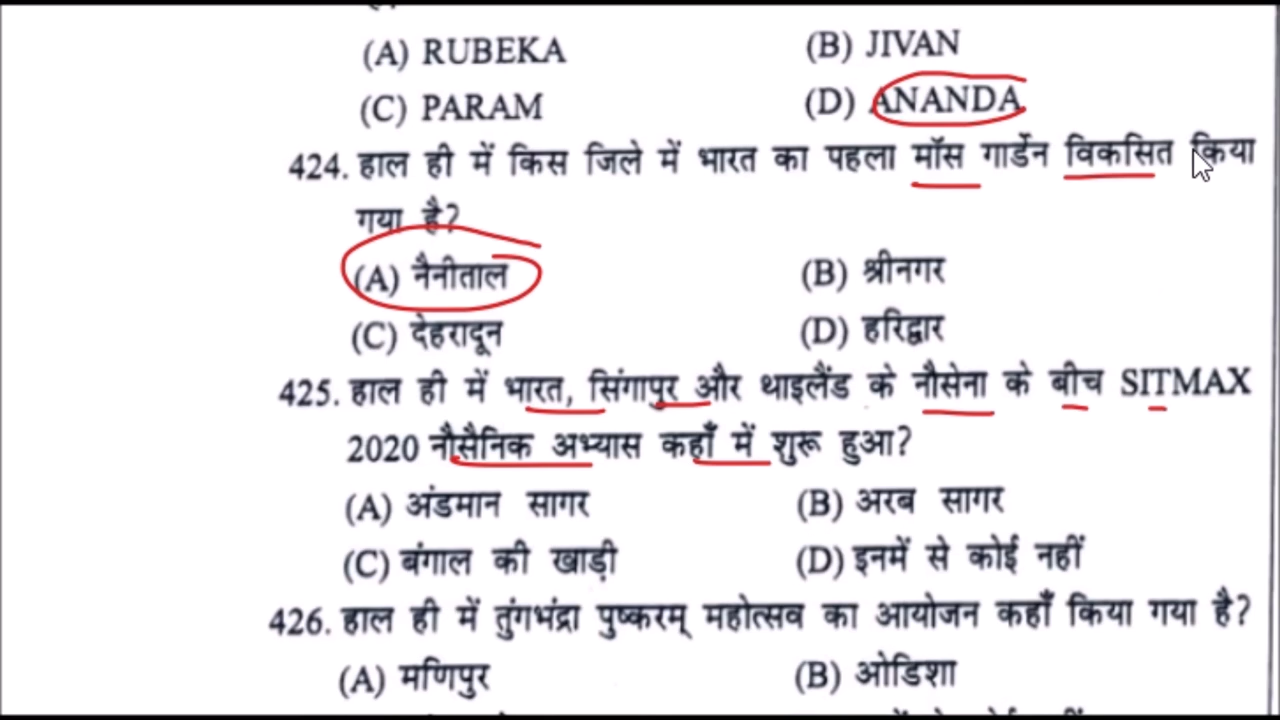 (A) RUBEKA (B) JIVAN
(C) PARAM (D) ANANDA
424. हाल ही में किस जिले में भारत का पहला मॉस गार्डेन विकसित किया
गया है?
(A) नैनीताल (B) श्रीनगर
(C) देहरादून (D) हरिद्वार
425. हाल ही में भारत, सिंगापुर और थाइलैंड के नौसेना के बीच SITMAX
2020 नौसैनिक अभ्यास कहाँ में शुरू हुआ?
(A) अंडमान सागर (B) अरब सागर
(C) बंगाल की खाड़ी (D) इनमें से कोई नहीं
426. हाल ही में तुंगभंद्रा पुष्करम् महोत्सव का आयोजन कहाँ किया गया है?
(A) मणिपुर (B) ओडिशा